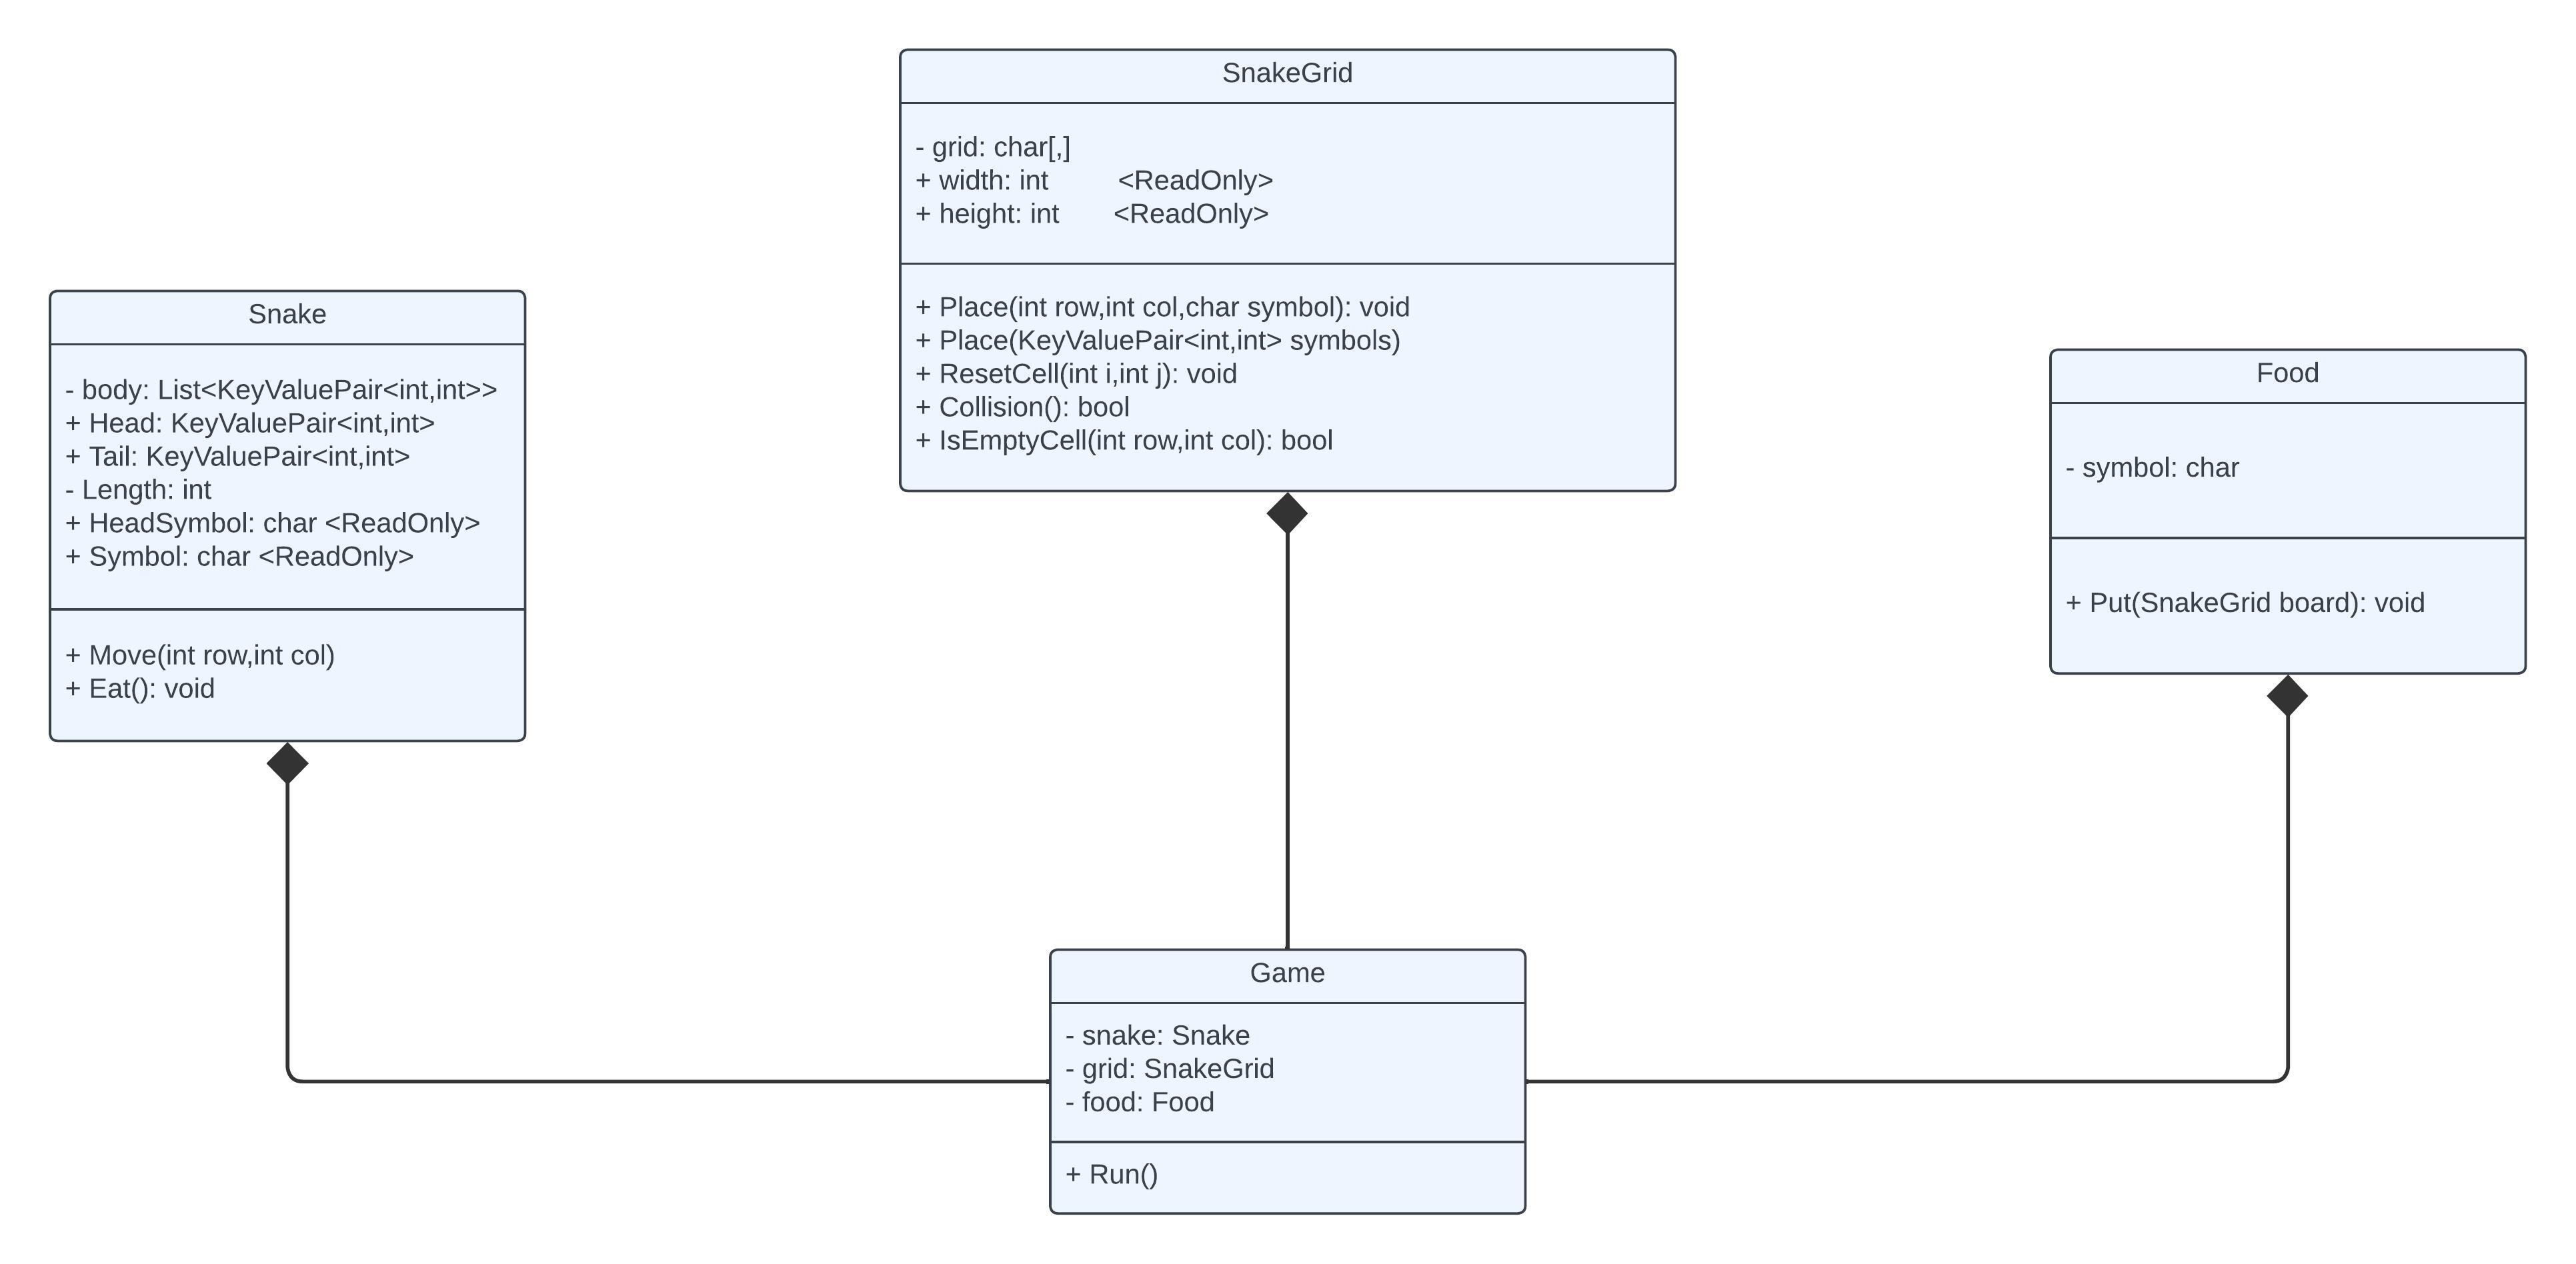 SnakeGrid
- grid: char[,]
+ width: int <ReadOnly>
+ height: int <ReadOnly>
+ Place(int row,int col,char symbol): void
+ Place(KeyValuePair<int,int> symbols)
+ ResetCell(int i,int j): void
+ Collision(): bool
+ IsEmptyCell(int row,int col): bool
Snake
- body: List<KeyValuePair<int,int>>
+ Head: KeyValuePair<int,int>
+ Tail: KeyValuePair<int,int>
- Length: int
+ HeadSymbol: char <ReadOnly>
+ Symbol: char <ReadOnly>
+ Move(int row,int col)
+ Eat(): void
Food
- symbol: char
+ Put(SnakeGrid board): void
Game
- snake: Snake
- grid: SnakeGrid
- food: Food
+ Run()